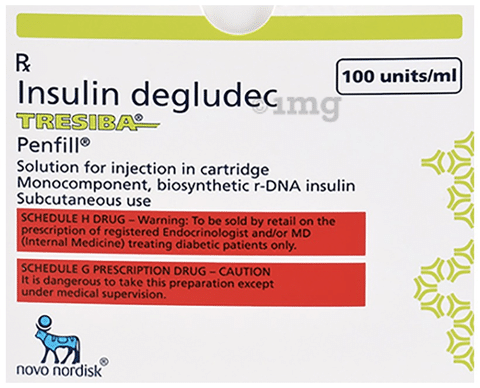 Rx
100 units/ml
Insulin degludec
1mg
TRESIBA®
Penfill®
Solution for injection in cartridge
Monocomponent, biosynthetic r-DNA insulin
Subcutaneous use
SCHEDULE H DRUG – Warning: To be sold by retail on the
prescription of registered Endocrinologist and/or MD
(Internal Medicine) treating diabetic patients only.
SCHEDULE G PRESCRIPTION DRUG – CAUTION
It is dangerous to take this preparation except
under medical supervision.
novo nordisk®